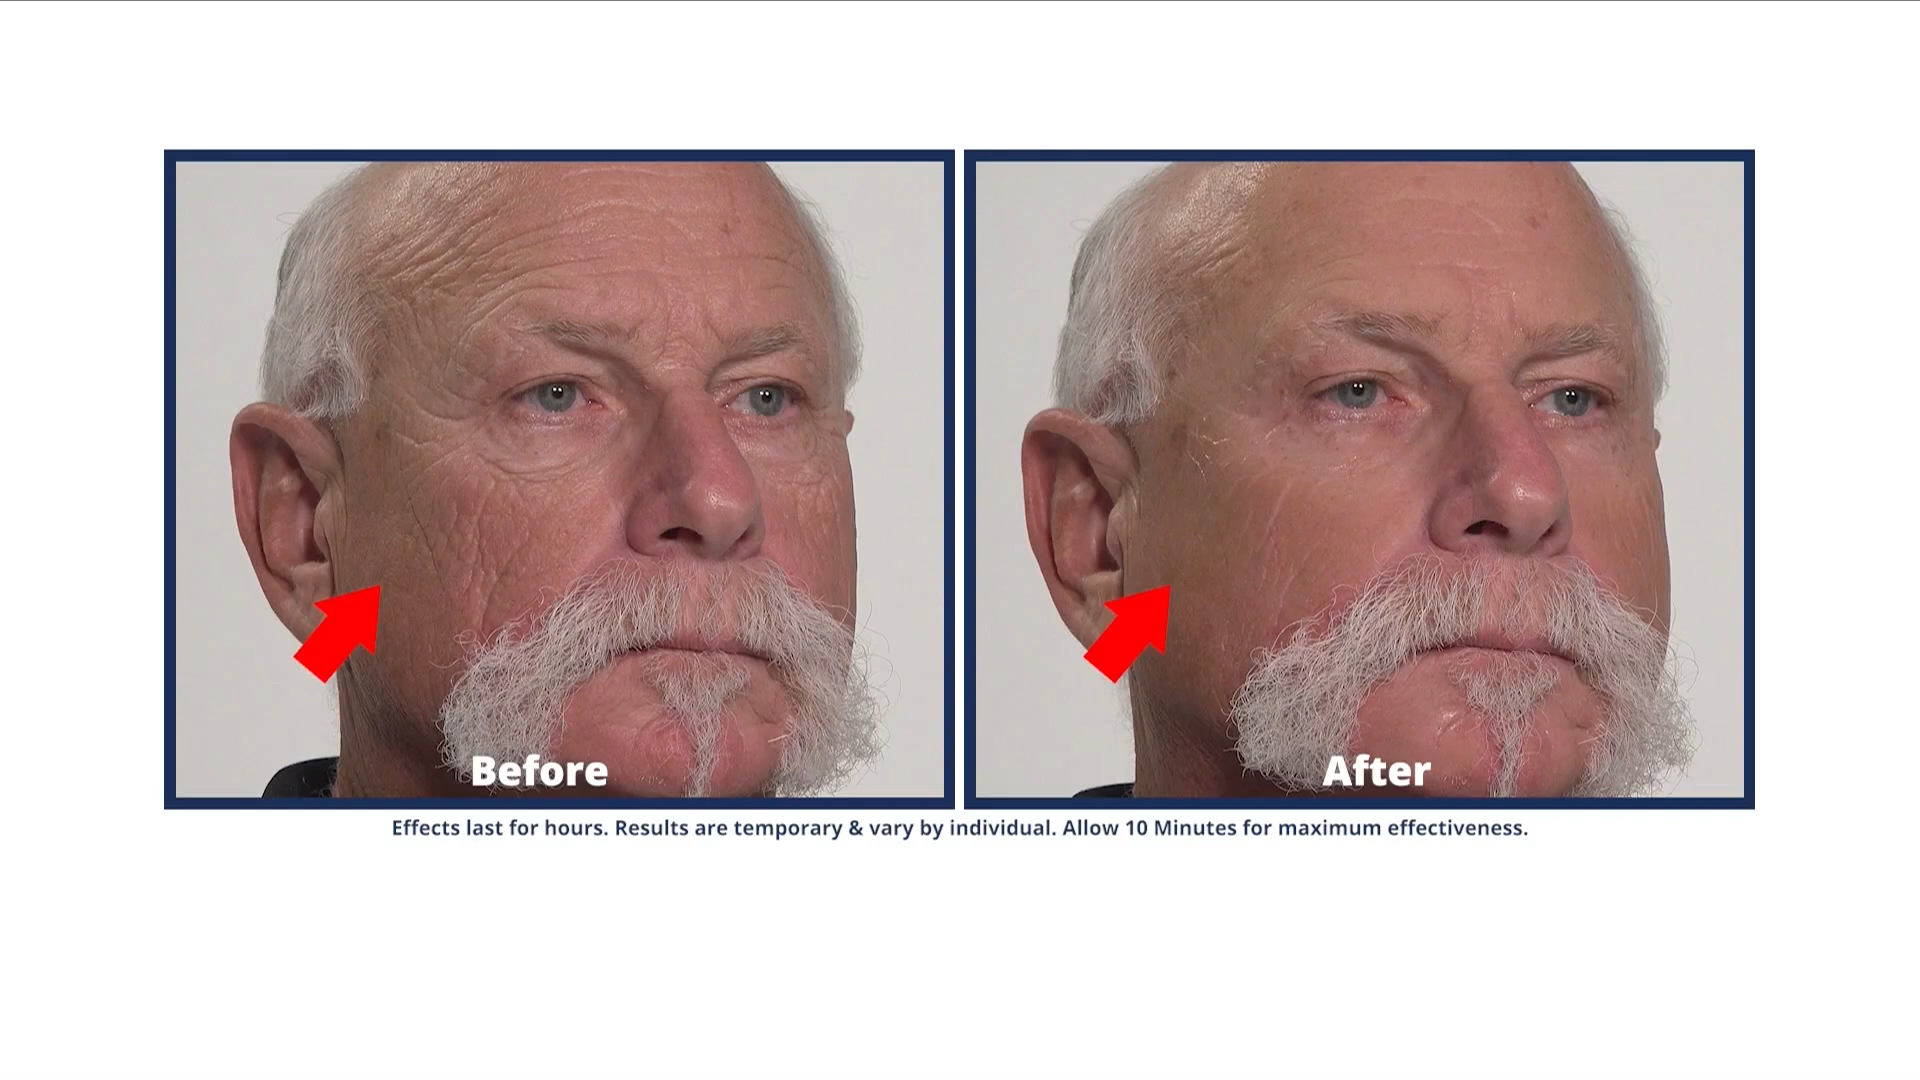 Before
After
Effects last for hours. Results are temporary & vary by individual. Allow 10 Minutes for maximum effectiveness.